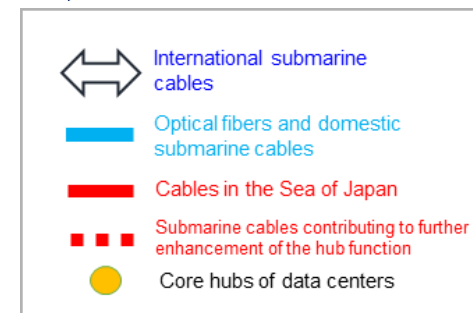 International submarine
cables
Optical fibers and domestic
submarine cables
Cables in the Sea of Japan
Submarine cables contributing to further
enhancement of the hub function
Core hubs of data centers